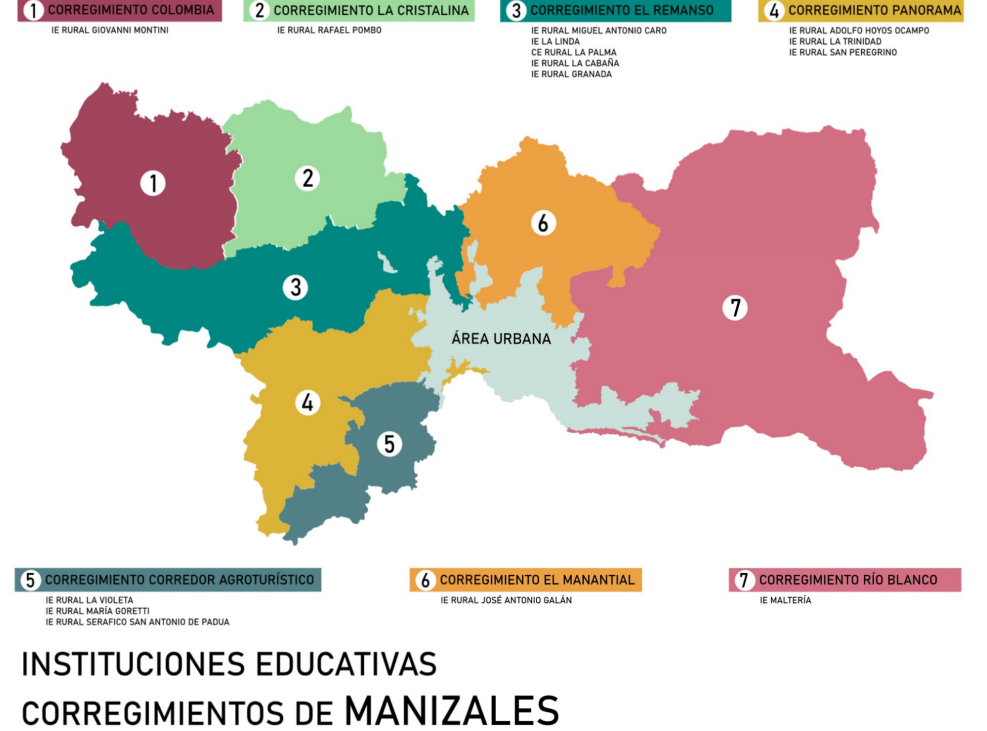 1 CORREGIMIENTO COLOMBIA
IE RURAL GIOVANNI MONTINI
2 CORREGIMIENTO LA CRISTALINA
IE RURAL RAFAEL POMBO
3 CORREGIMIENTO EL REMANSO
IE RURAL MIGUEL ANTONIO CARO
IE LA LINDA
CE RURAL LA PALMA
IE RURAL LA CABAÑA
IE RURAL GRANADA
4 CORREGIMIENTO PANORAMA
IE RURAL ADOLFO HOYOS OCAMPO
IE RURAL LA TRINIDAD
IE RURAL SAN PEREGRINO
1
2
6
3
7
ÁREA URBANA
4
5
5 CORREGIMIENTO CORREDOR AGROTURÍSTICO
IE RURAL LA VIOLETA
IE RURAL MARÍA GORETTI
IE RURAL SERAFICO SAN ANTONIO DE PADUA
6 CORREGIMIENTO EL MANANTIAL
IE RURAL JOSÉ ANTONIO GALÁN
7 CORREGIMIENTO RÍO BLANCO
IE MALTERÍA
INSTITUCIONES EDUCATIVAS
CORREGIMIENTOS DE MANIZALES